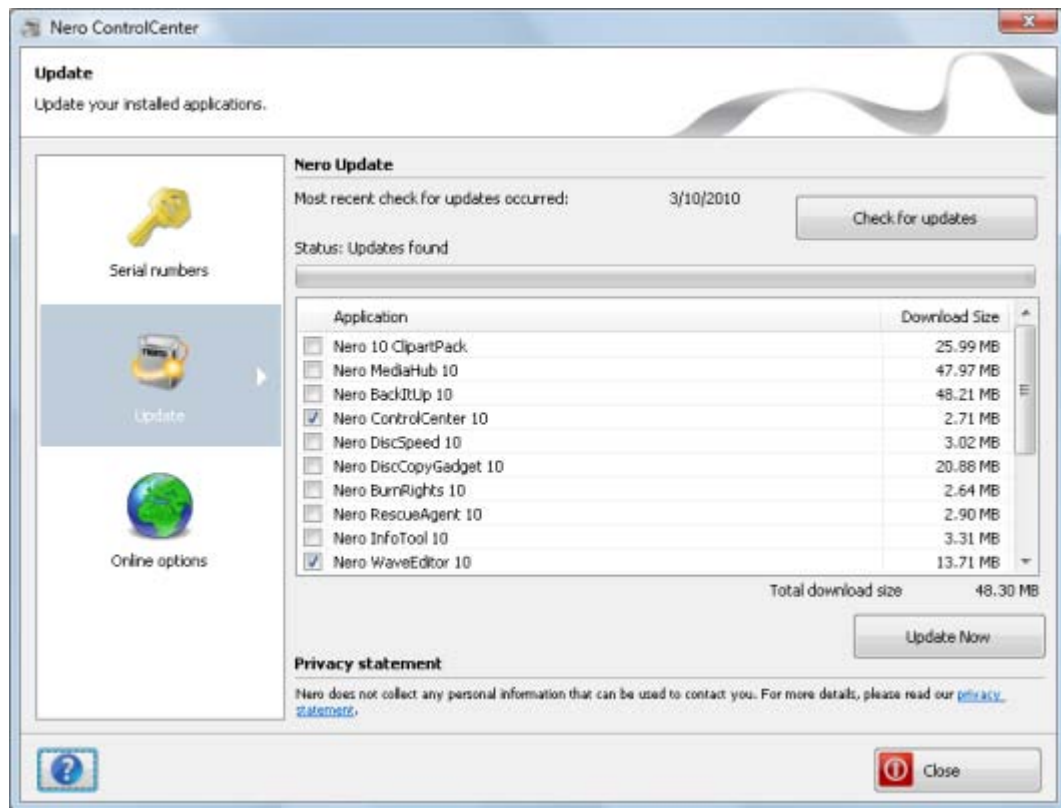 Nero ControlCenter
Update
Update your installed applications.
Serial numbers
Update
Online options
Nero Update
Most recent check for updates occurred: 3/10/2010
Check for updates
Status: Updates found
Application Download Size
Nero 10 ClipartPack 25.99 MB
Nero MediaHub 10 47.97 MB
Nero BackItUp 10 48.21 MB
Nero ControlCenter 10 2.71 MB
Nero DiscSpeed 10 3.02 MB
Nero DiscCopyGadget 10 20.88 MB
Nero BurnRights 10 2.64 MB
Nero RescueAgent 10 2.90 MB
Nero InfoTool 10 3.31 MB
Nero WaveEditor 10 13.71 MB
Total download size 48.30 MB
Update Now
Privacy statement
Nero does not collect any personal information that can be used to contact you. For more details, please read our privacy
statement.
Close